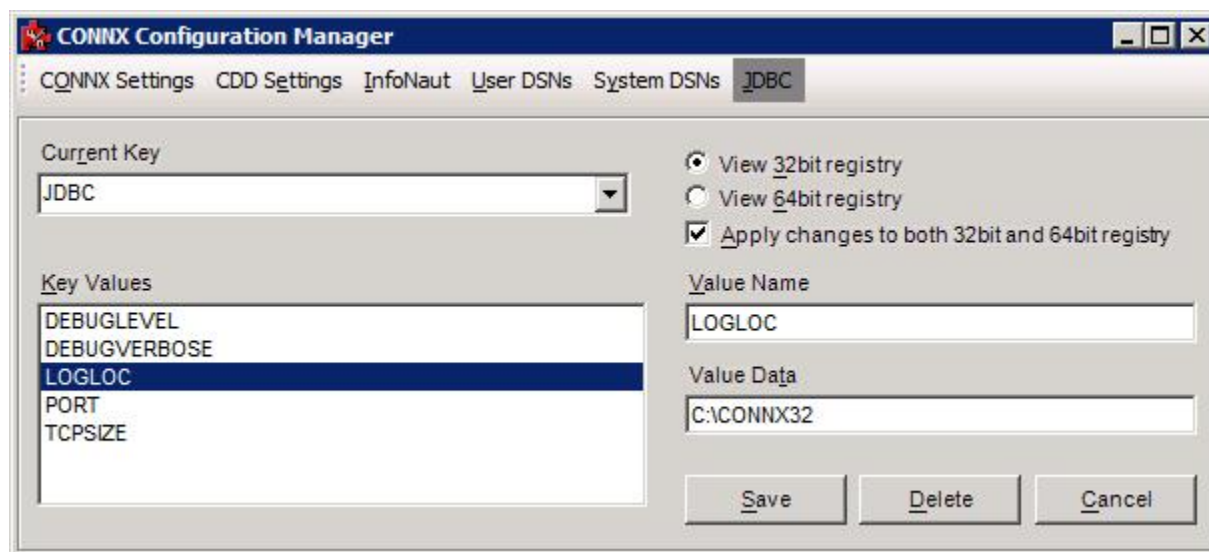 CONNX Configuration Manager
CONNX Settings CDD Settings InfoNaut User DSNs System DSNs JDBC
Current Key
JDBC
View 32bit registry
View 64bit registry
Apply changes to both 32bit and 64bit registry
Key Values
DEBUGLEVEL
DEBUGVERBOSE
LOGLOC
PORT
TCPSIZE
Value Name
LOGLOC
Value Data
C:\CONNX32
Save Delete Cancel